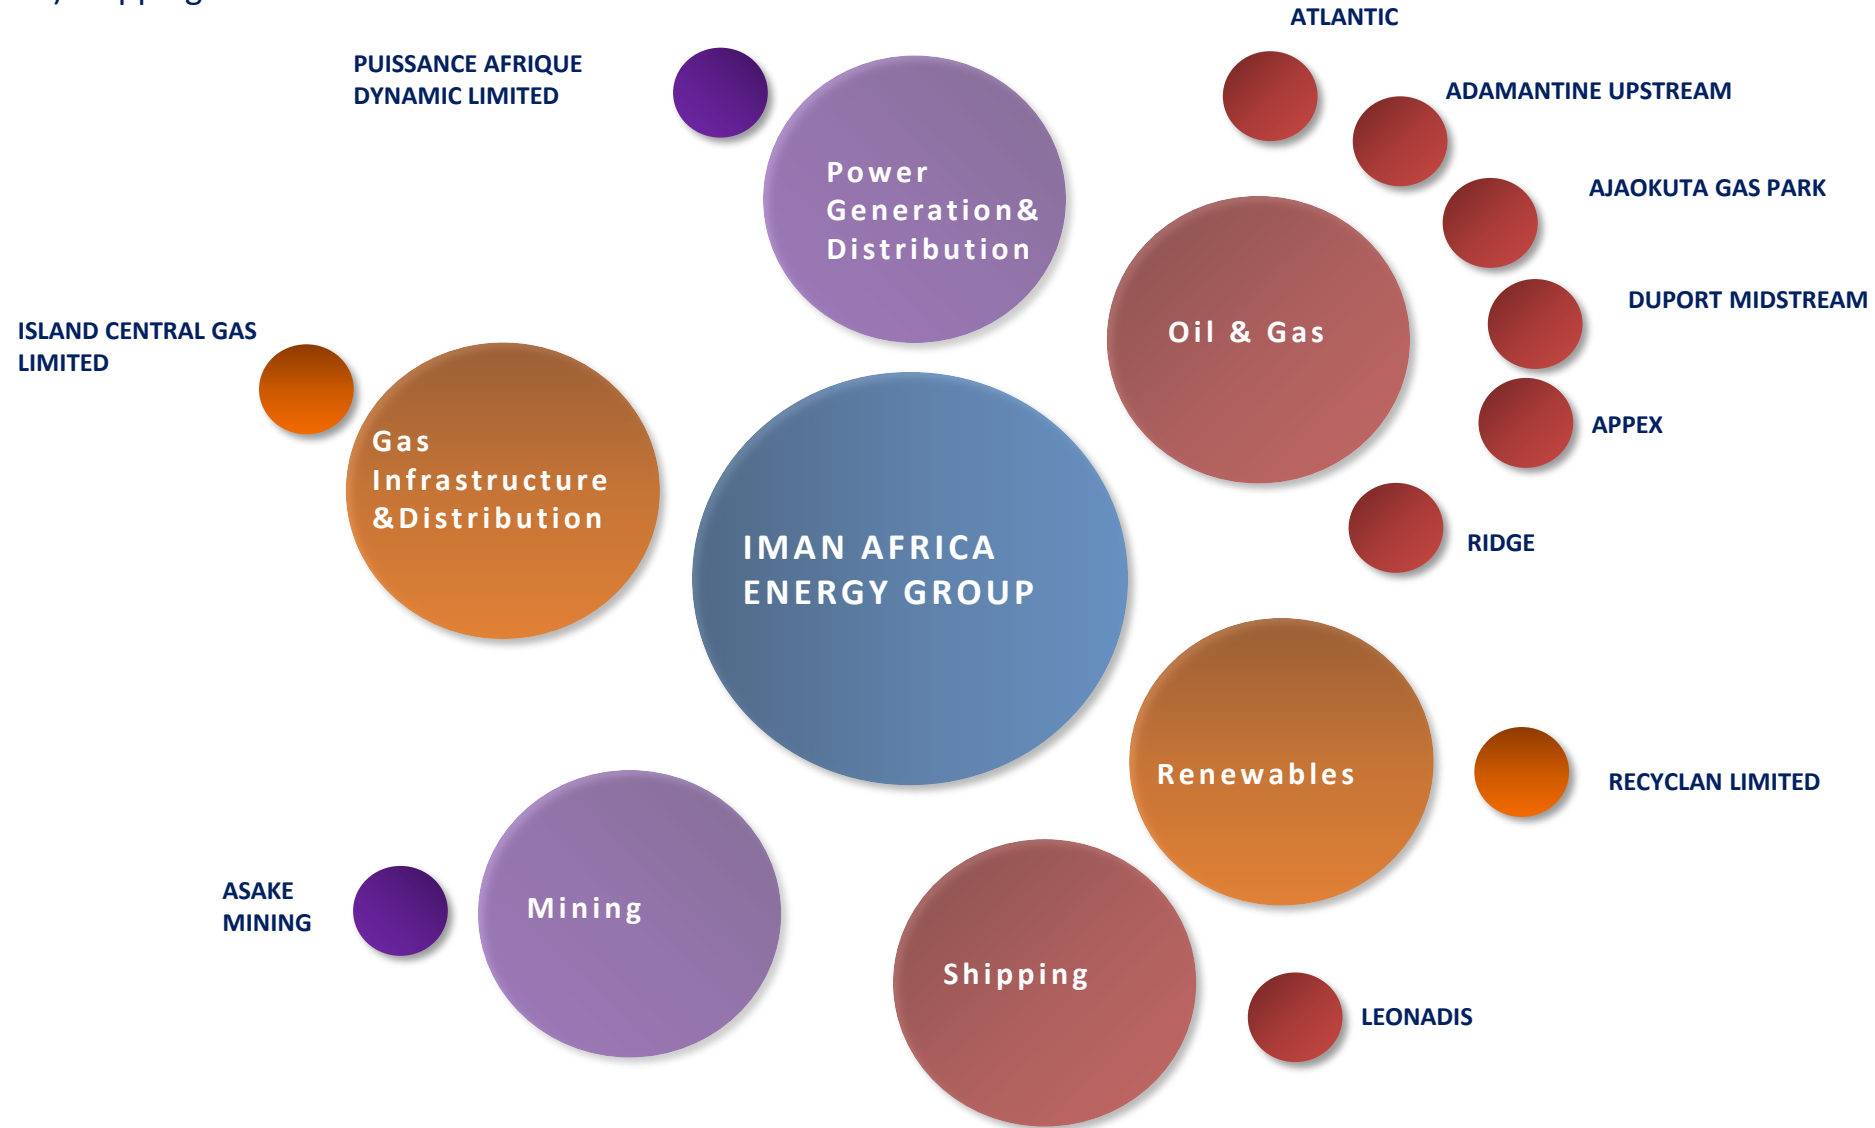 ATLANTIC
PUISSANCE AFRIQUE
DYNAMIC LIMITED
ADAMANTINE UPSTREAM
Power
Generation&
Distribution
AJAOKUTA GAS PARK
DUPORT MIDSTREAM
Oil & Gas
ISLAND CENTRAL GAS
LIMITED
APPEX
Gas
Infrastructure
&Distribution
RIDGE
IMAN AFRICA
ENERGY GROUP
Renewables
RECYCLAN LIMITED
ASAKE
MINING
Mining
Shipping
LEONADIS